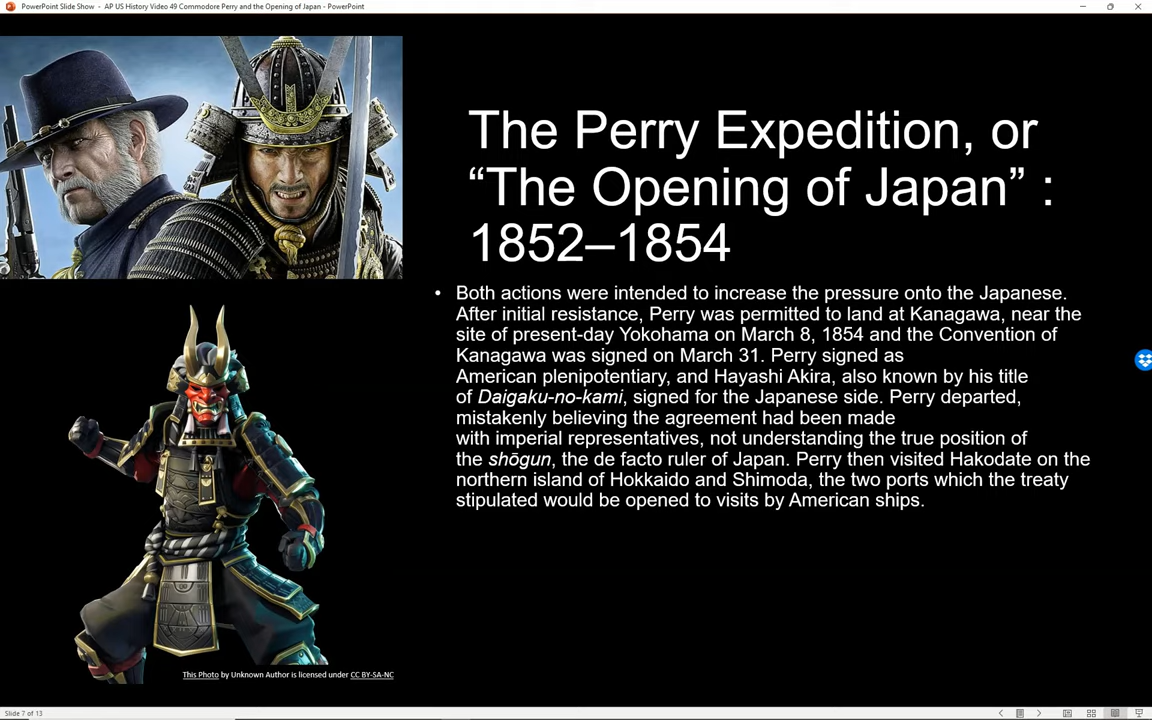 PowerPoint Slide Show - AP US History Video 49 Commodore Perry and the Opening of Japan - PowerPoint
The Perry Expedition, or
“The Opening of Japan” :
1852–1854
• Both actions were intended to increase the pressure onto the Japanese.
After initial resistance, Perry was permitted to land at Kanagawa, near the
site of present-day Yokohama on March 8, 1854 and the Convention of
Kanagawa was signed on March 31. Perry signed as
American plenipotentiary, and Hayashi Akira, also known by his title
of Daigaku-no-kami, signed for the Japanese side. Perry departed,
mistakenly believing the agreement had been made
with imperial representatives, not understanding the true position of
the shōgun, the de facto ruler of Japan. Perry then visited Hakodate on the
northern island of Hokkaido and Shimoda, the two ports which the treaty
stipulated would be opened to visits by American ships.
This Photo by Unknown Author is licensed under CC BY-SA-NC
Slide 7 of 13